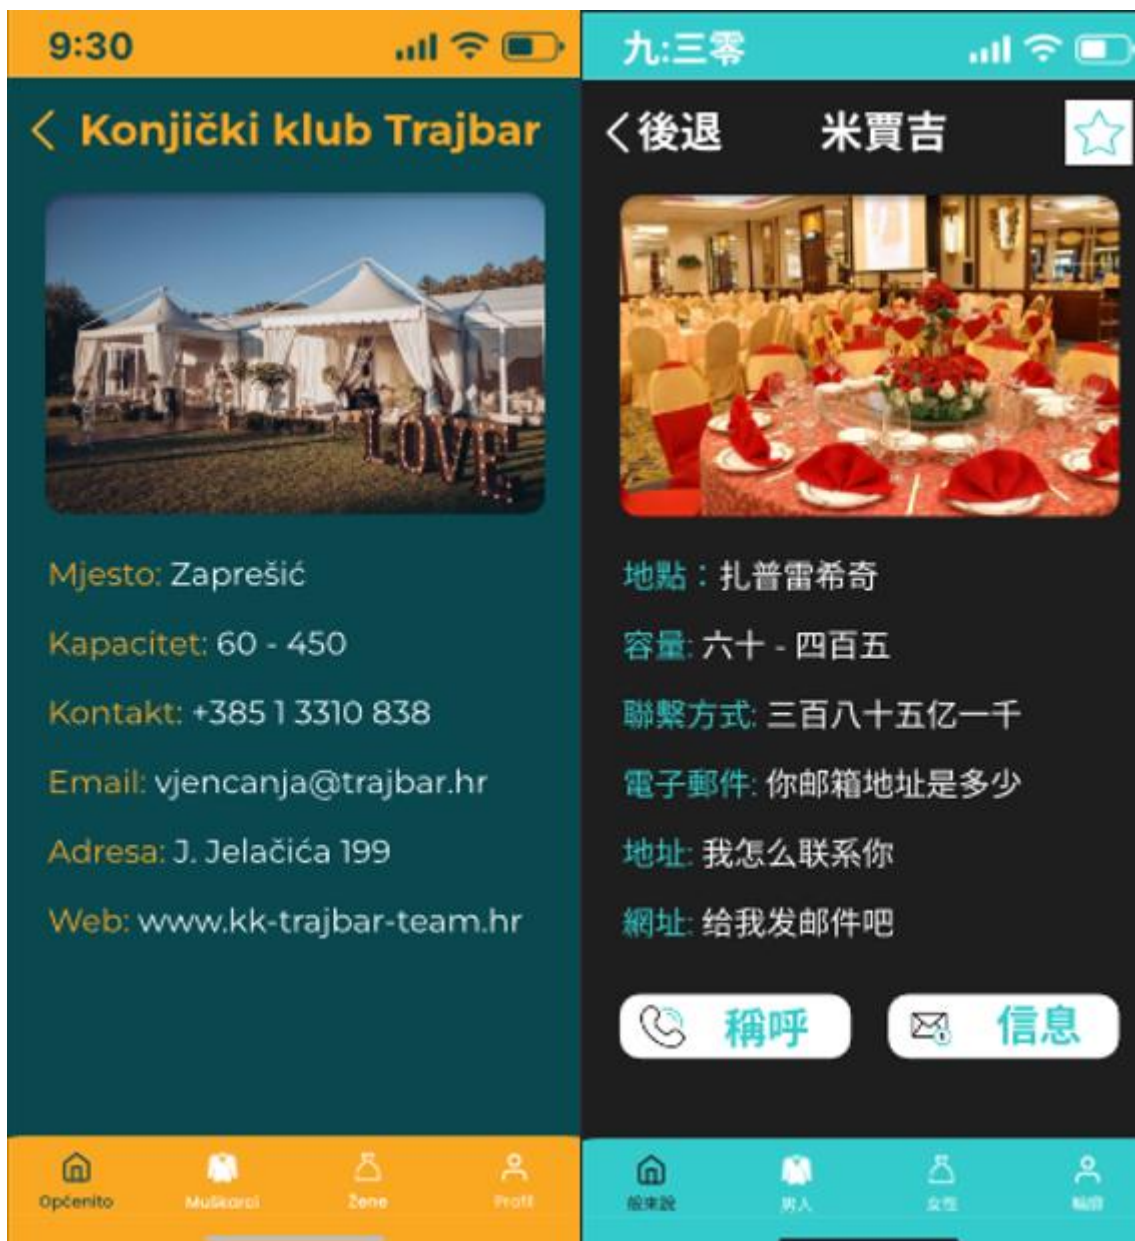 9:30
Konjički klub Trajbar
LOVE
Mjesto: Zaprešić
Kapacitet: 60 - 450
Kontakt: +385 1 3310 838
Email: vjencanja@trajbar.hr
Adresa: J. Jelačića 199
Web: www.kk-trajbar-team.hr
Općenito
Muškarci
Žene
Profil
九:三零
後退 米賈吉
地點：扎普雷希奇
容量: 六十 - 四百五
聯繫方式: 三百八十五亿一千
電子郵件: 你邮箱地址是多少
地址: 我怎么联系你
網址: 给我发邮件吧
稱呼
信息
般來說
男人
女性